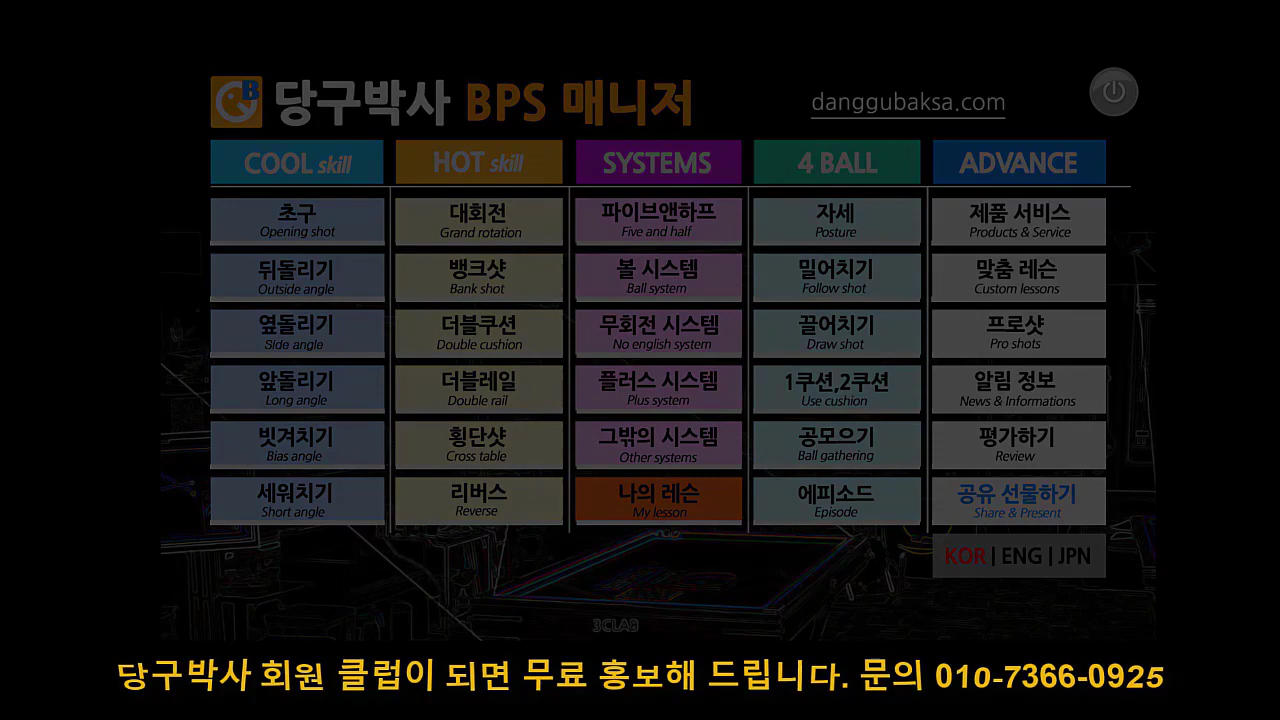 B
당구박사 BPS 매니저
danggubaksa.com
COOL skill
HOT skill
SYSTEMS
4 BALL
ADVANCE
초구
Opening shot
대회전
Grand rotation
파이브앤하프
Five and half
자세
Posture
제품 서비스
Products & Service
뒤돌리기
Outside angle
뱅크샷
Bank shot
볼 시스템
Ball system
밀어치기
Follow shot
맞춤 레슨
Custom lessons
옆돌리기
Side angle
더블쿠션
Double cushion
무회전 시스템
No english system
끌어치기
Draw shot
프로샷
Pro shots
앞돌리기
Long angle
더블레일
Double rail
플러스 시스템
Plus system
1쿠션,2쿠션
Use cushion
알림 정보
News & Informations
빗겨치기
Bias angle
횡단샷
Cross table
그밖의 시스템
Other systems
공모으기
Ball gathering
평가하기
Review
세워치기
Short angle
리버스
Reverse
나의 레슨
My lesson
에피소드
Episode
공유 선물하기
Share & Present
KOR | ENG | JPN
3CLAB
당구박사 회원 클럽이 되면 무료 홍보해 드립니다. 문의 010-7366-0925